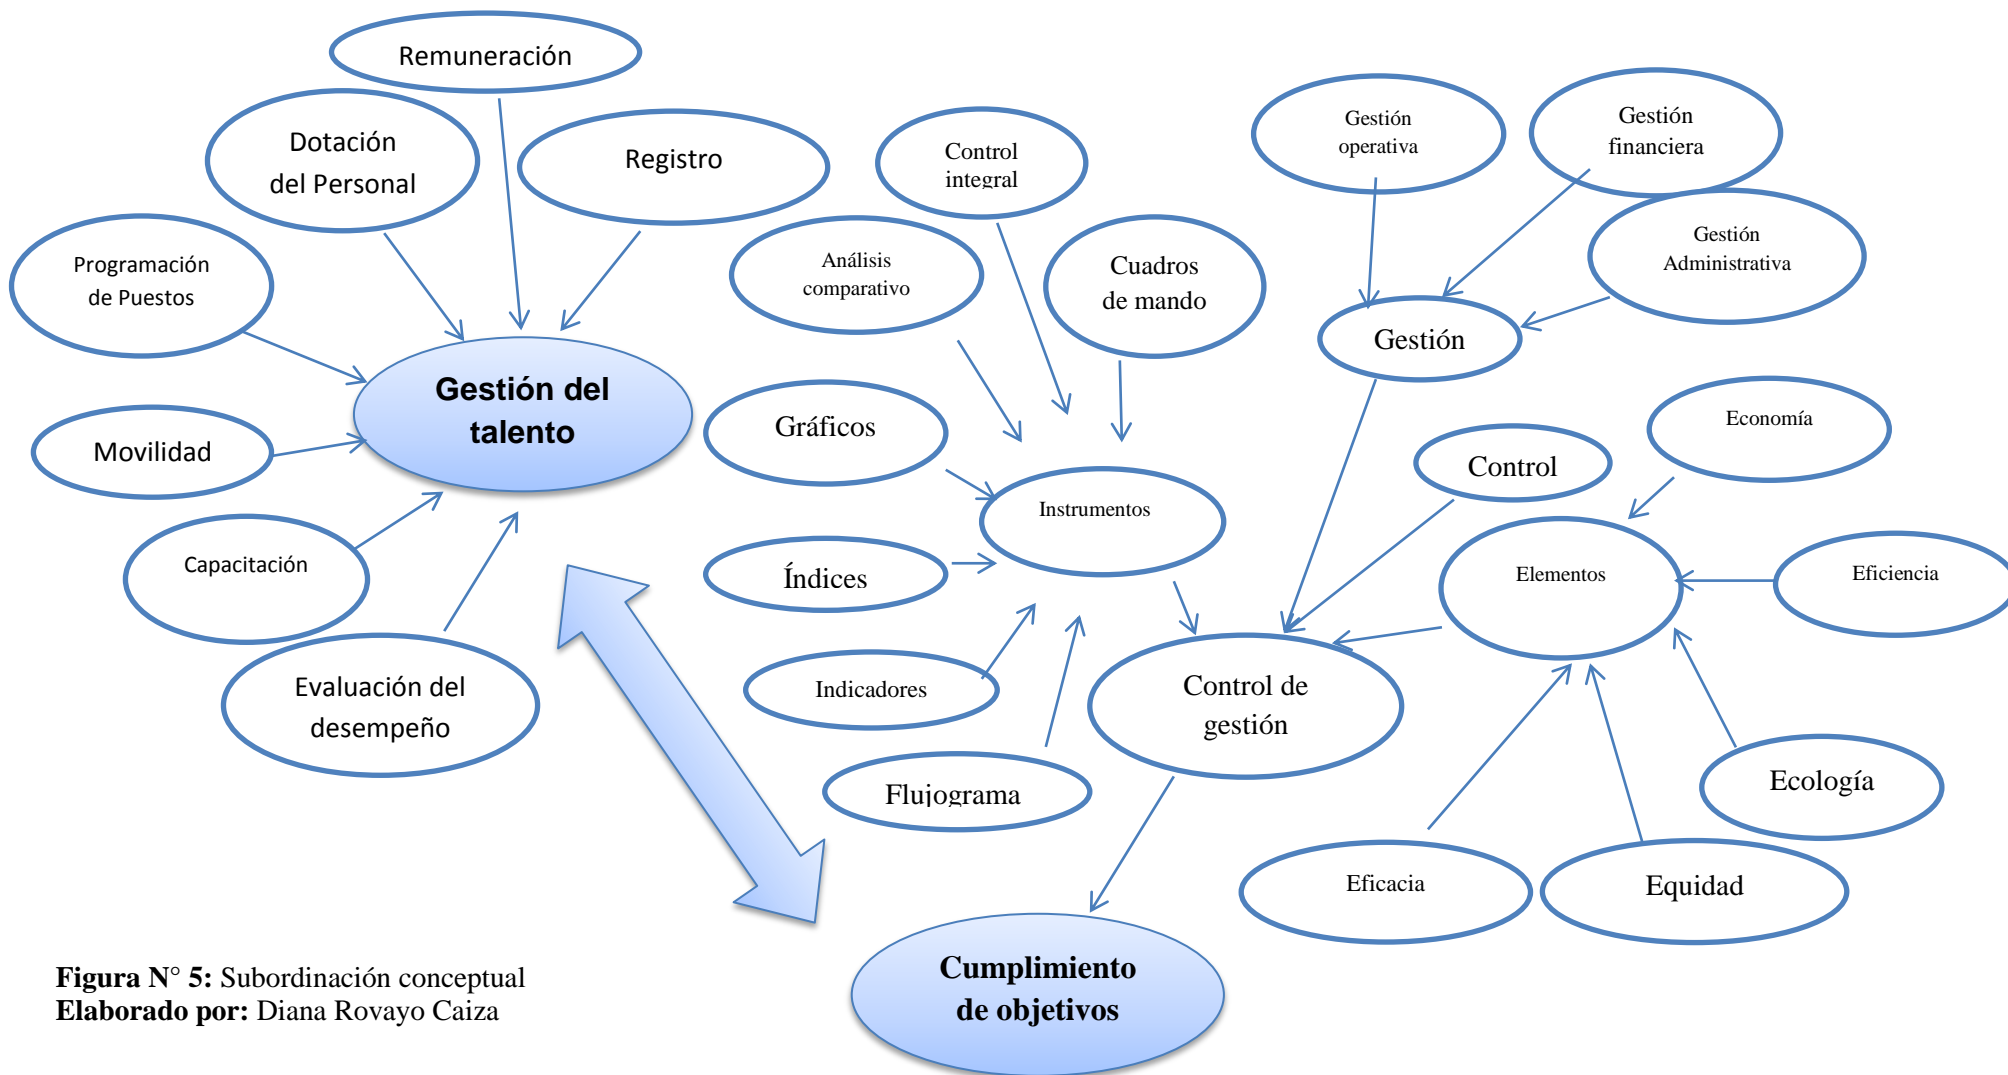 Remuneración
Dotación
del Personal
Registro
Programación
de Puestos
Gestión del
talento
Movilidad
Capacitación
Evaluación del
desempeño
Control
integral
Análisis
comparativo
Cuadros
de mando
Gráficos
Instrumentos
Índices
Indicadores
Flujograma
Gestión
operativa
Gestión
financiera
Gestión
Administrativa
Gestión
Economía
Control
Elementos
Eficiencia
Control de
gestión
Ecología
Eficacia
Equidad
Cumplimiento
de objetivos
Figura N° 5: Subordinación conceptual
Elaborado por: Diana Rovayo Caiza